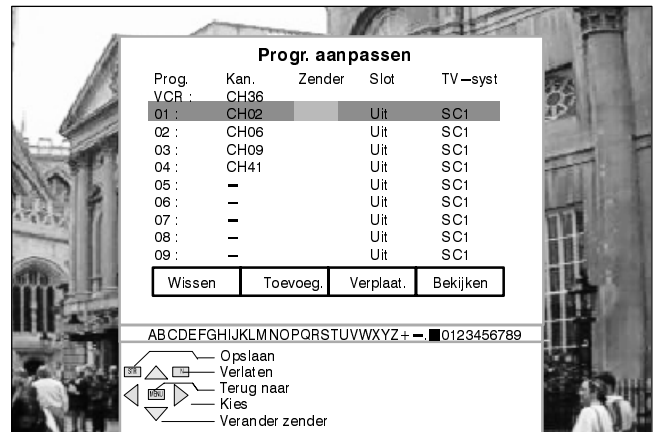 Progr. aanpassen
Prog. Kan. Zender Slot TV–syst
VCR : CH36
01 : CH02 Uit SC1
02 : CH06 Uit SC1
03 : CH09 Uit SC1
04 : CH41 Uit SC1
05 : – Uit SC1
06 : – Uit SC1
07 : – Uit SC1
08 : – Uit SC1
09 : – Uit SC1
Wissen Toevoeg. Verplaat. Bekijken
ABCDEFGHIJKLMNOPQRSTUVWXYZ+–.■0123456789
STR Opslaan
N Verlaten
MENU Terug naar
Kies
Verander zender